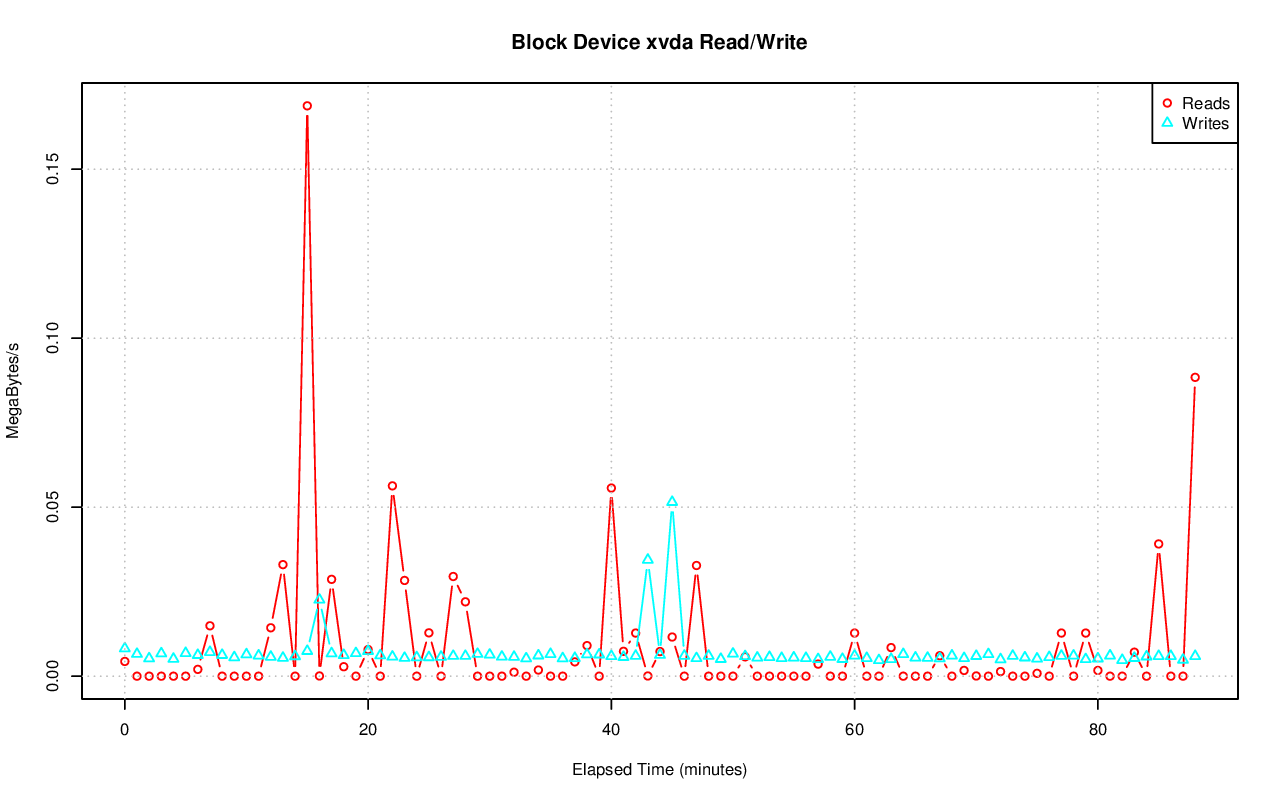 Block Device xvda Read/Write
Reads
Writes
MegaBytes/s
0.15
0.10
0.05
0.00
0 20 40 60 80
Elapsed Time (minutes)